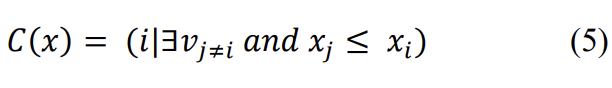 C(x) = (i|∃v_{j≠i} and x_j ≤ x_i) (5)